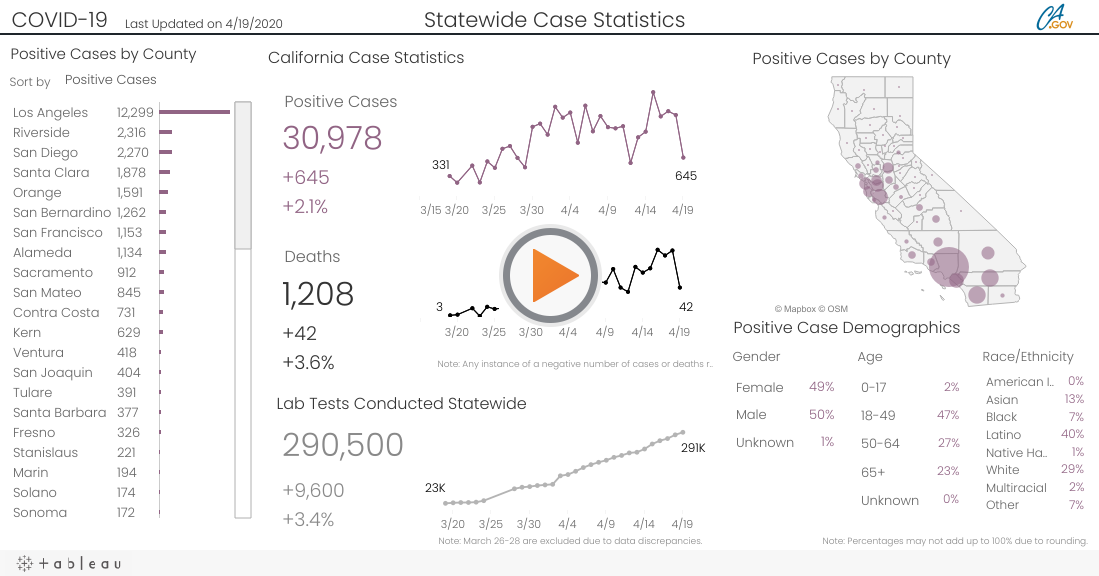 COVID-19 Last Updated on 4/19/2020
Statewide Case Statistics
CA.GOV
Positive Cases by County
Sort by Positive Cases
Los Angeles 12,299
Riverside 2,316
San Diego 2,270
Santa Clara 1,878
Orange 1,591
San Bernardino 1,262
San Francisco 1,153
Alameda 1,134
Sacramento 912
San Mateo 845
Contra Costa 731
Kern 629
Ventura 418
San Joaquin 404
Tulare 391
Santa Barbara 377
Fresno 326
Stanislaus 221
Marin 194
Solano 174
Sonoma 172
California Case Statistics
Positive Cases
30,978
+645
+2.1%
331
645
3/15 3/20 3/25 3/30 4/4 4/9 4/14 4/19
Deaths
1,208
+42
+3.6%
3
42
3/20 3/25 3/30 4/4 4/9 4/14 4/19
Note: Any instance of a negative number of cases or deaths r..
Lab Tests Conducted Statewide
290,500
+9,600
+3.4%
23K
291K
3/20 3/25 3/30 4/4 4/9 4/14 4/19
Note: March 26-28 are excluded due to data discrepancies.
Positive Cases by County
© Mapbox © OSM
Positive Case Demographics
Gender
Female 49%
Male 50%
Unknown 1%
Age
0-17 2%
18-49 47%
50-64 27%
65+ 23%
Unknown 0%
Race/Ethnicity
American I.. 0%
Asian 13%
Black 7%
Latino 40%
Native Ha.. 1%
White 29%
Multiracial 2%
Other 7%
Note: Percentages may not add up to 100% due to rounding.
+ableau